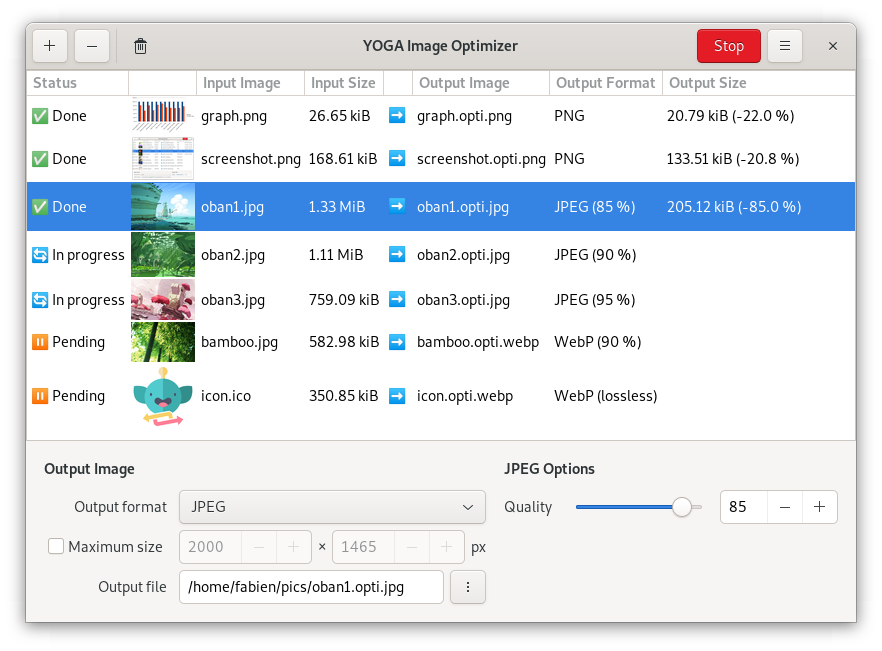 YOGA Image Optimizer Stop
Status Input Image Input Size Output Image Output Format Output Size
Done graph.png 26.65 kiB graph.opti.png PNG 20.79 kiB (-22.0 %)
Done screenshot.png 168.61 kiB screenshot.opti.png PNG 133.51 kiB (-20.8 %)
Done oban1.jpg 1.33 MiB oban1.opti.jpg JPEG (85 %) 205.12 kiB (-85.0 %)
In progress oban2.jpg 1.11 MiB oban2.opti.jpg JPEG (90 %)
In progress oban3.jpg 759.09 kiB oban3.opti.jpg JPEG (95 %)
Pending bamboo.jpg 582.98 kiB bamboo.opti.webp WebP (90 %)
Pending icon.ico 350.85 kiB icon.opti.webp WebP (lossless)
Output Image JPEG Options
Output format JPEG Quality 85
Maximum size 2000 × 1465 px
Output file /home/fabien/pics/oban1.opti.jpg